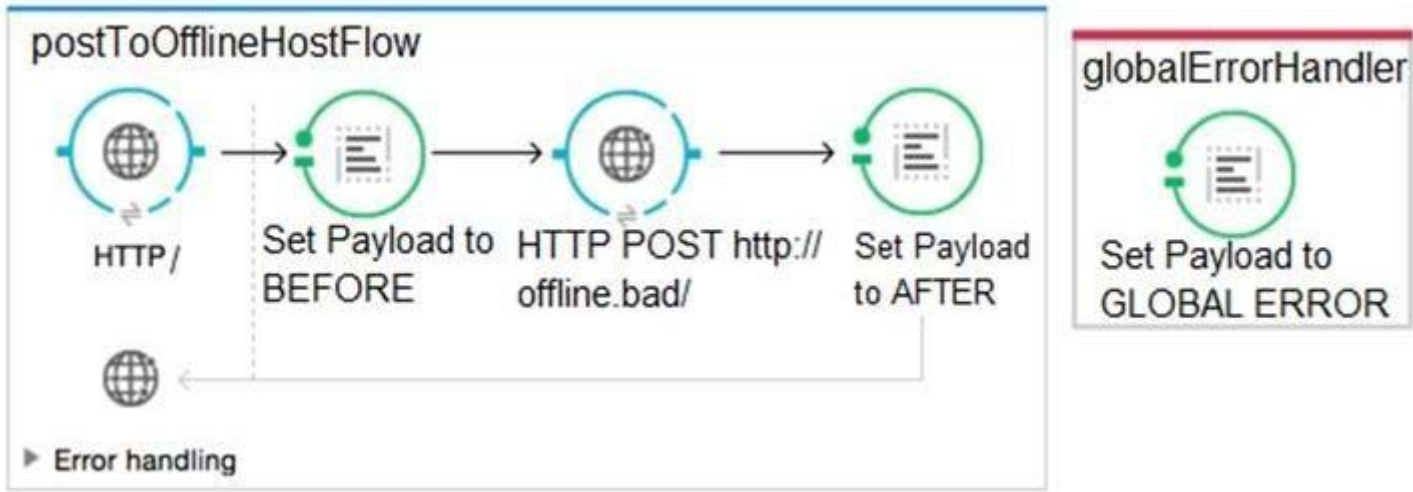 postToOfflineHostFlow
HTTP /
Set Payload to
BEFORE
HTTP POST http://
offline.bad/
Set Payload
to AFTER
Error handling
globalErrorHandler
Set Payload to
GLOBAL ERROR